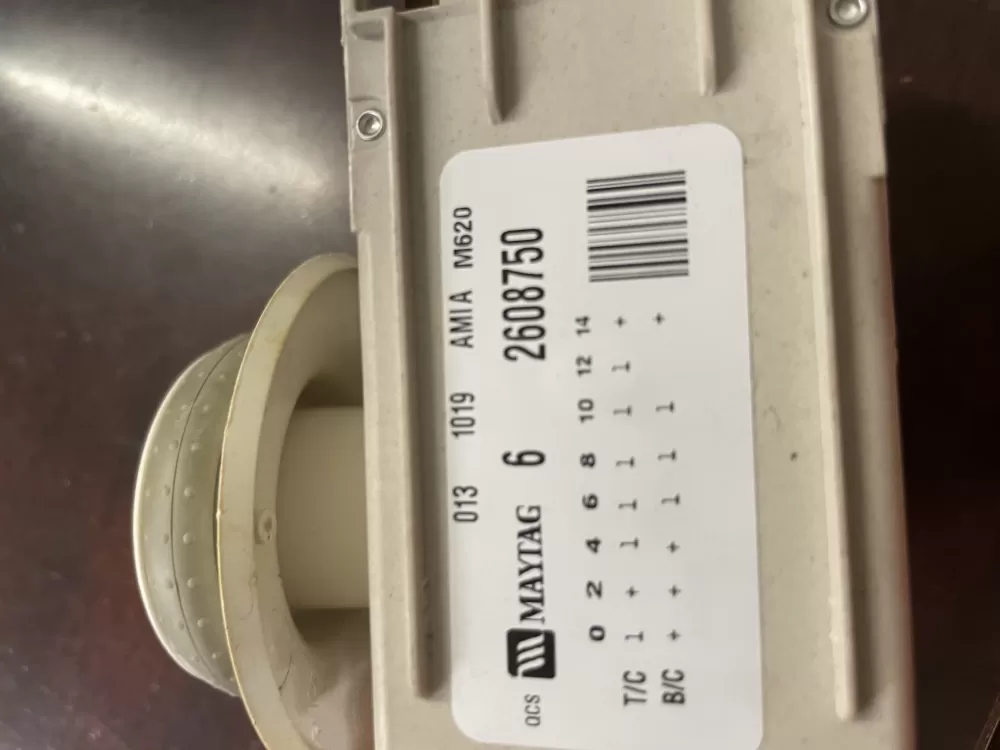 013 1019 AMIA M620
QCS MAYTAG 6 2608750
0 2 4 6 8 10 12 14
T/C 1 + 1 1 1 1 1 +
B/C + + + 1 1 1 +